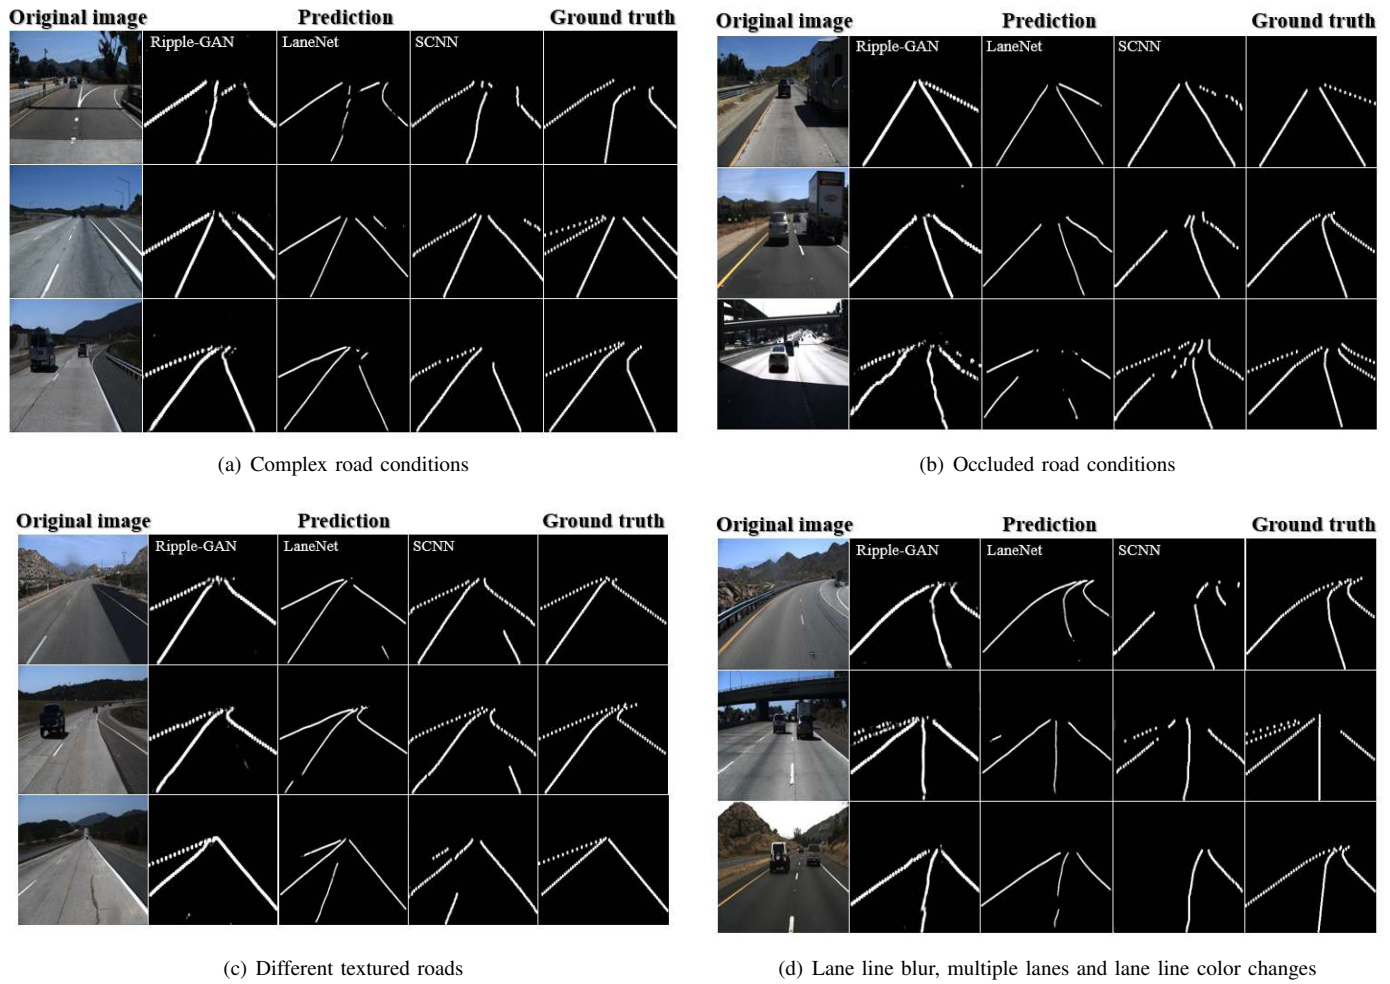 Original image Prediction Ground truth
Ripple-GAN LaneNet SCNN
(a) Complex road conditions
Original image Prediction Ground truth
Ripple-GAN LaneNet SCNN
(b) Occluded road conditions
Original image Prediction Ground truth
Ripple-GAN LaneNet SCNN
(c) Different textured roads
Original image Prediction Ground truth
Ripple-GAN LaneNet SCNN
(d) Lane line blur, multiple lanes and lane line color changes